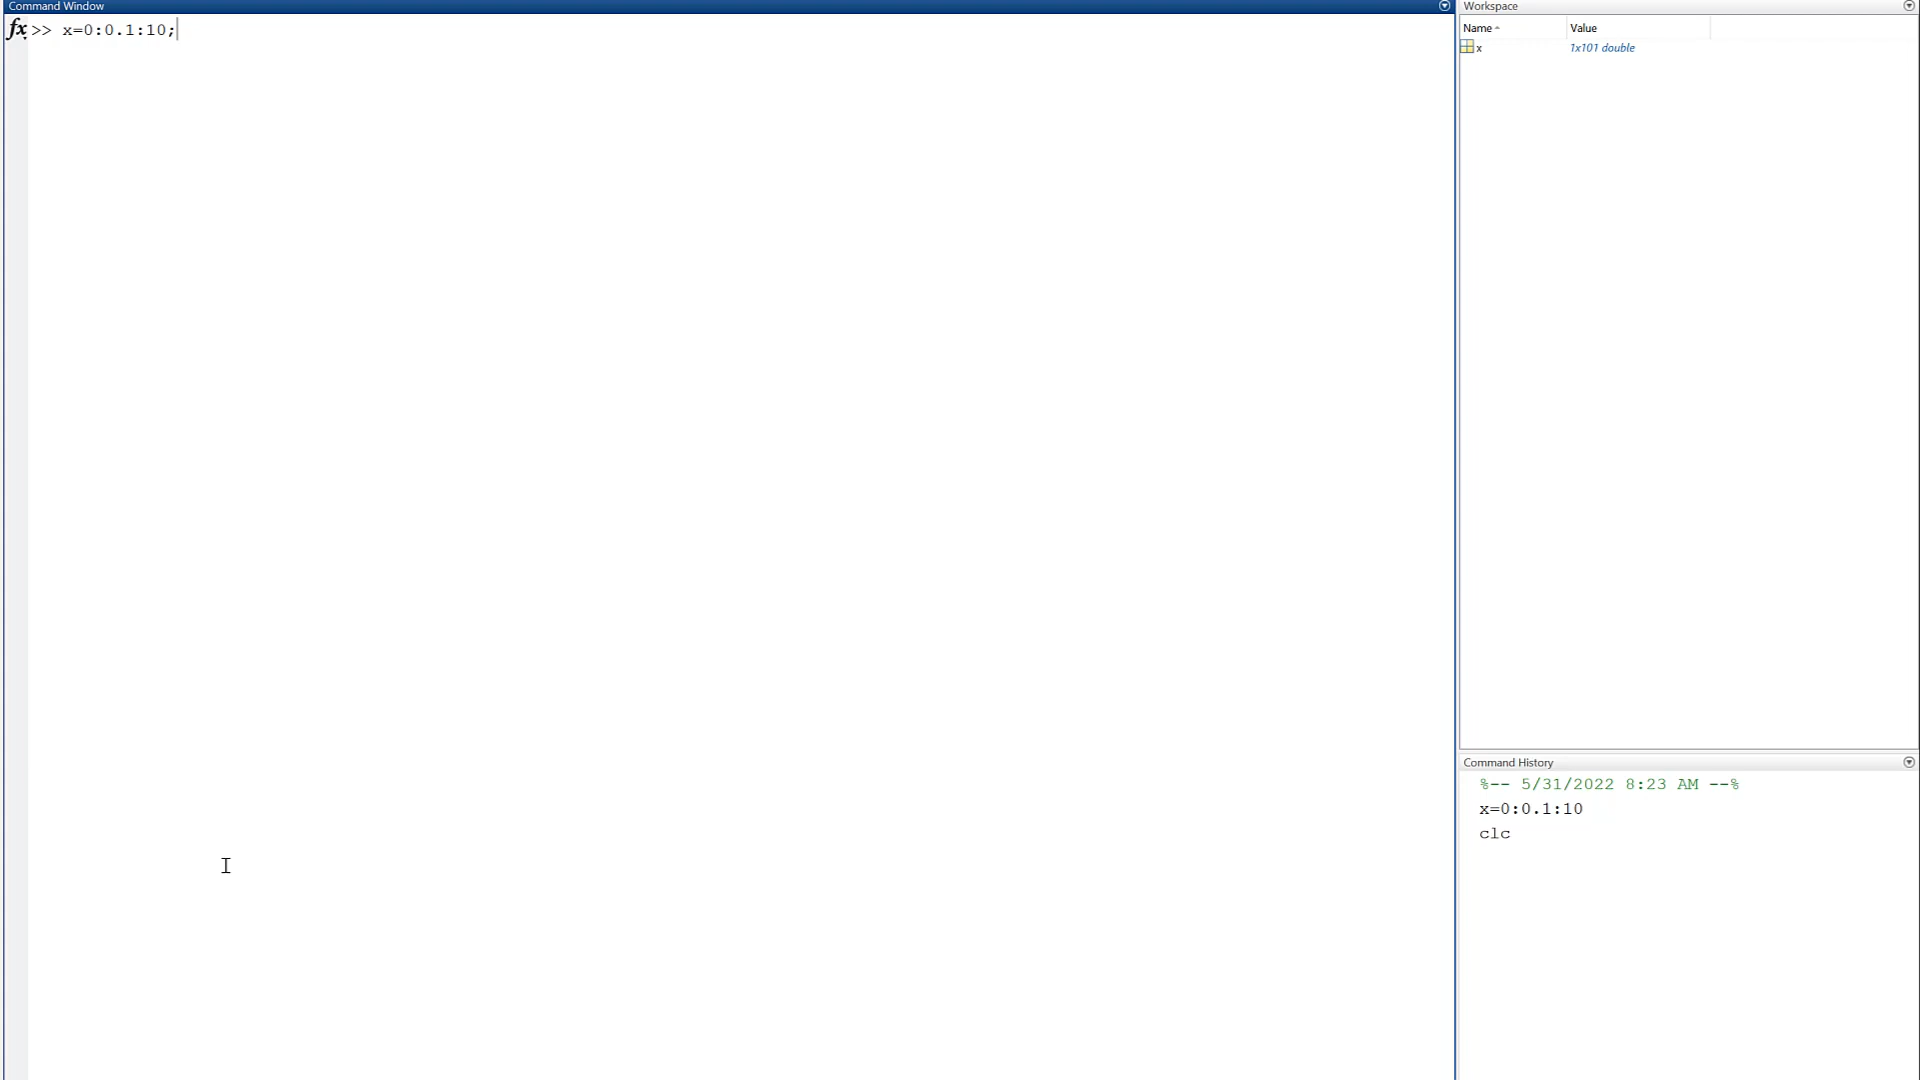 Command Window
fx >> x=0:0.1:10;
Workspace
Name Value
x 1x101 double
Command History
%-- 5/31/2022 8:23 AM --%
x=0:0.1:10
clc